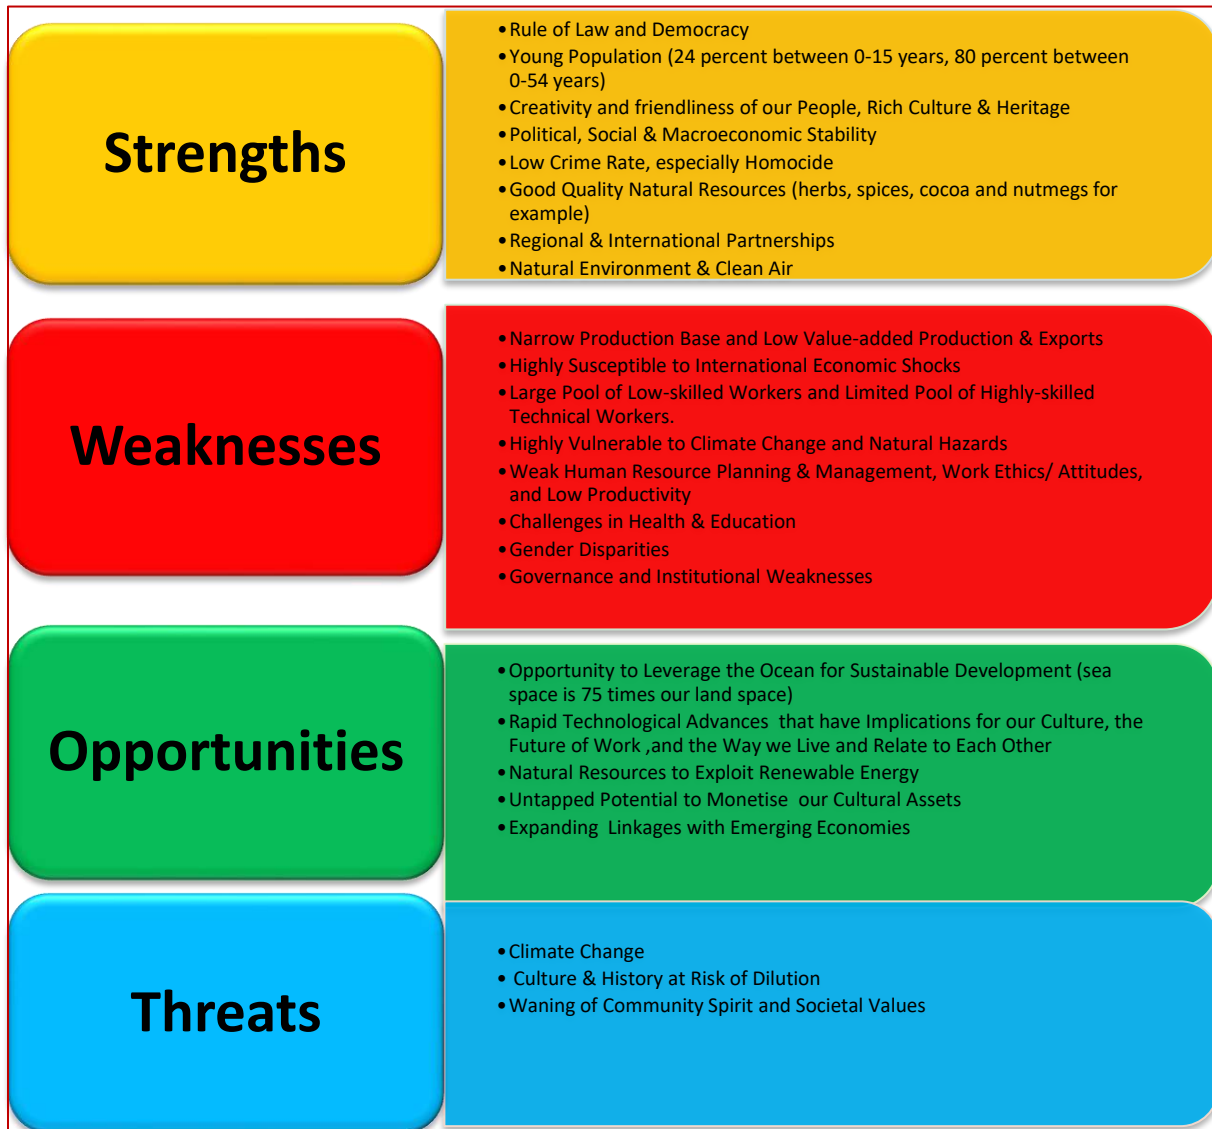 Strengths
•Rule of Law and Democracy
•Young Population (24 percent between 0-15 years, 80 percent between
0-54 years)
•Creativity and friendliness of our People, Rich Culture & Heritage
•Political, Social & Macroeconomic Stability
•Low Crime Rate, especially Homocide
•Good Quality Natural Resources (herbs, spices, cocoa and nutmegs for
example)
•Regional & International Partnerships
•Natural Environment & Clean Air
Weaknesses
•Narrow Production Base and Low Value-added Production & Exports
•Highly Susceptible to International Economic Shocks
•Large Pool of Low-skilled Workers and Limited Pool of Highly-skilled
Technical Workers.
•Highly Vulnerable to Climate Change and Natural Hazards
•Weak Human Resource Planning & Management, Work Ethics/ Attitudes,
and Low Productivity
•Challenges in Health & Education
•Gender Disparities
•Governance and Institutional Weaknesses
Opportunities
•Opportunity to Leverage the Ocean for Sustainable Development (sea
space is 75 times our land space)
•Rapid Technological Advances  that have Implications for our Culture, the
Future of Work ,and the Way we Live and Relate to Each Other
•Natural Resources to Exploit Renewable Energy
•Untapped Potential to Monetise  our Cultural Assets
•Expanding  Linkages with Emerging Economies
Threats
•Climate Change
• Culture & History at Risk of Dilution
•Waning of Community Spirit and Societal Values